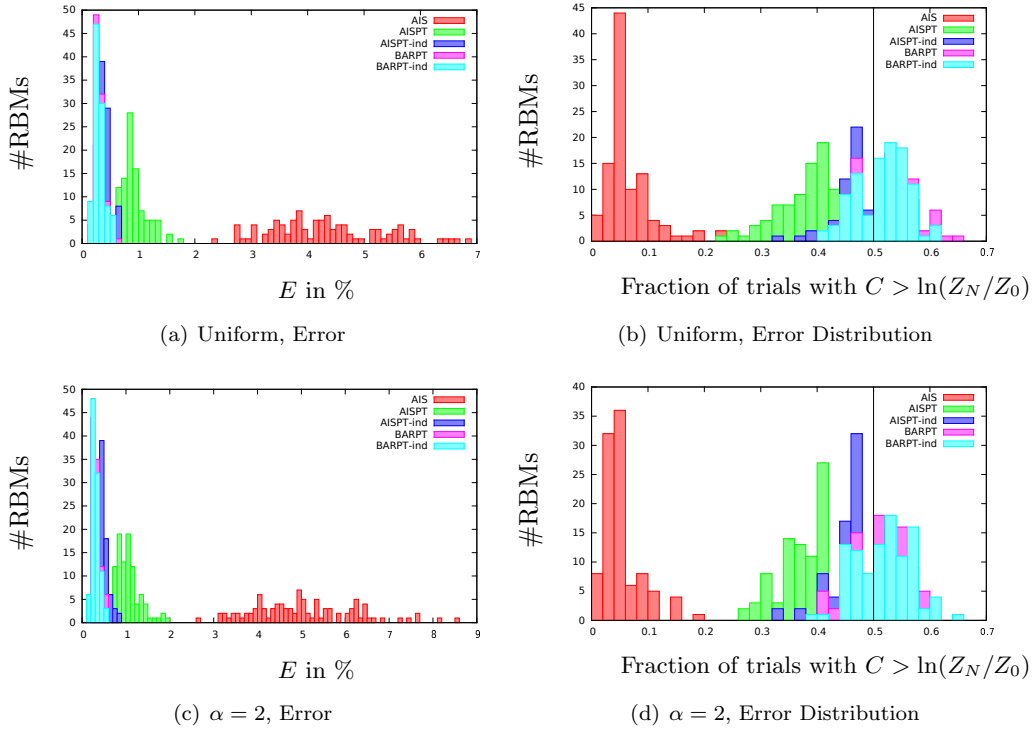 #RBMs
50
45
40
35
30
25
20
15
10
5
0
0 1 2 3 4 5 6 7
AIS
AISPT
AISPT-ind
BARPT
BARPT-ind
E in %
(a) Uniform, Error
#RBMs
45
40
35
30
25
20
15
10
5
0
0 0.1 0.2 0.3 0.4 0.5 0.6 0.7
AIS
AISPT
AISPT-ind
BARPT
BARPT-ind
Fraction of trials with C > ln(Z_N/Z_0)
(b) Uniform, Error Distribution
#RBMs
50
45
40
35
30
25
20
15
10
5
0
0 1 2 3 4 5 6 7 8 9
AIS
AISPT
AISPT-ind
BARPT
BARPT-ind
E in %
(c) α = 2, Error
#RBMs
40
35
30
25
20
15
10
5
0
0 0.1 0.2 0.3 0.4 0.5 0.6 0.7
AIS
AISPT
AISPT-ind
BARPT
BARPT-ind
Fraction of trials with C > ln(Z_N/Z_0)
(d) α = 2, Error Distribution